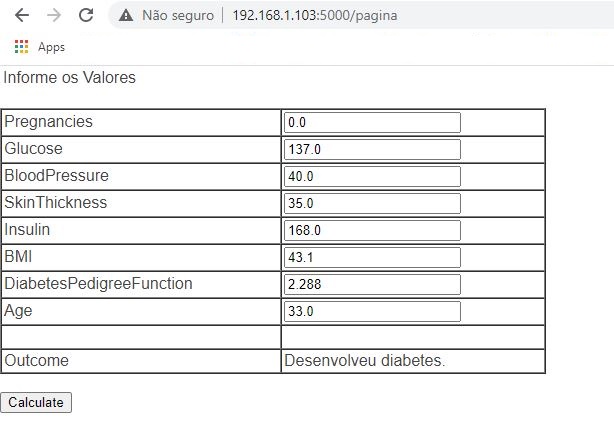 Não seguro 192.168.1.103:5000/pagina
Apps
Informe os Valores
Pregnancies 0.0
Glucose 137.0
BloodPressure 40.0
SkinThickness 35.0
Insulin 168.0
BMI 43.1
DiabetesPedigreeFunction 2.288
Age 33.0
Outcome Desenvolveu diabetes.
Calculate